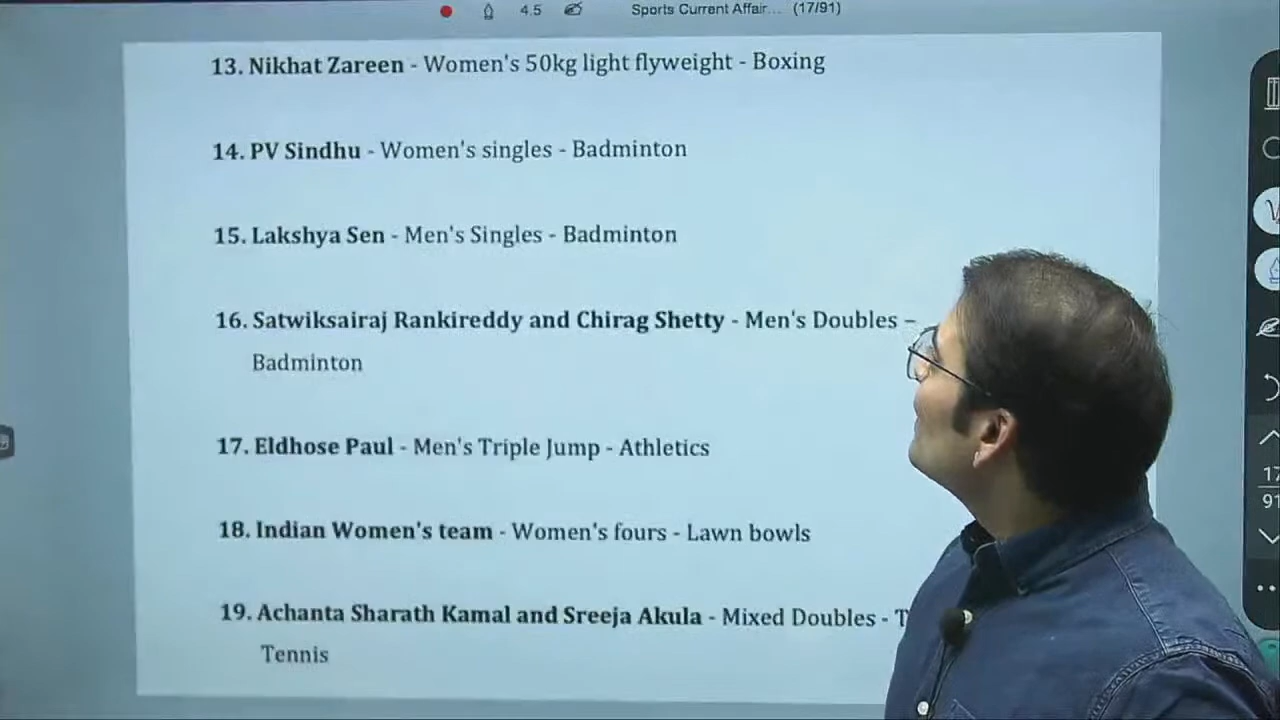 4.5 Sports Current Affair... (17/91)
13. Nikhat Zareen - Women's 50kg light flyweight - Boxing
14. PV Sindhu - Women's singles - Badminton
15. Lakshya Sen - Men's Singles - Badminton
16. Satwiksairaj Rankireddy and Chirag Shetty - Men's Doubles –
Badminton
17. Eldhose Paul - Men's Triple Jump - Athletics
18. Indian Women's team - Women's fours - Lawn bowls
19. Achanta Sharath Kamal and Sreeja Akula - Mixed Doubles - T
Tennis
17
91